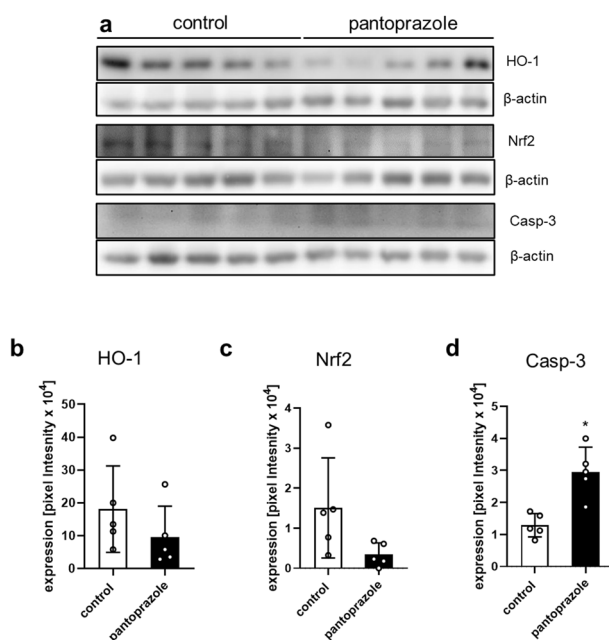 a
control pantoprazole
HO-1
β-actin
Nrf2
β-actin
Casp-3
β-actin
b HO-1
expression [pixel Intesnity x 10⁴]
50
40
30
20
10
0
control
pantoprazole
c Nrf2
expression [pixel Intesnity x 10⁴]
4
3
2
1
0
control
pantoprazole
d Casp-3
expression [pixel Intesnity x 10⁴]
5
4
3
2
1
0
*
control
pantoprazole